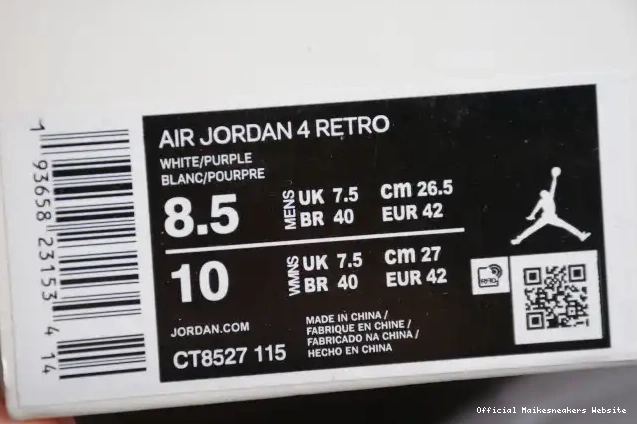 AIR JORDAN 4 RETRO
WHITE/PURPLE
BLANC/POURPRE
8.5
MENS
UK 7.5 cm 26.5
BR 40 EUR 42
10
WMNS
UK 7.5 cm 27
BR 40 EUR 42
JORDAN.COM
CT8527 115
MADE IN CHINA /
FABRIQUE EN CHINE /
FABRICADO NA CHINA /
HECHO EN CHINA
RFID
1 93658 23153 4 14
Official Maikesneakers Website